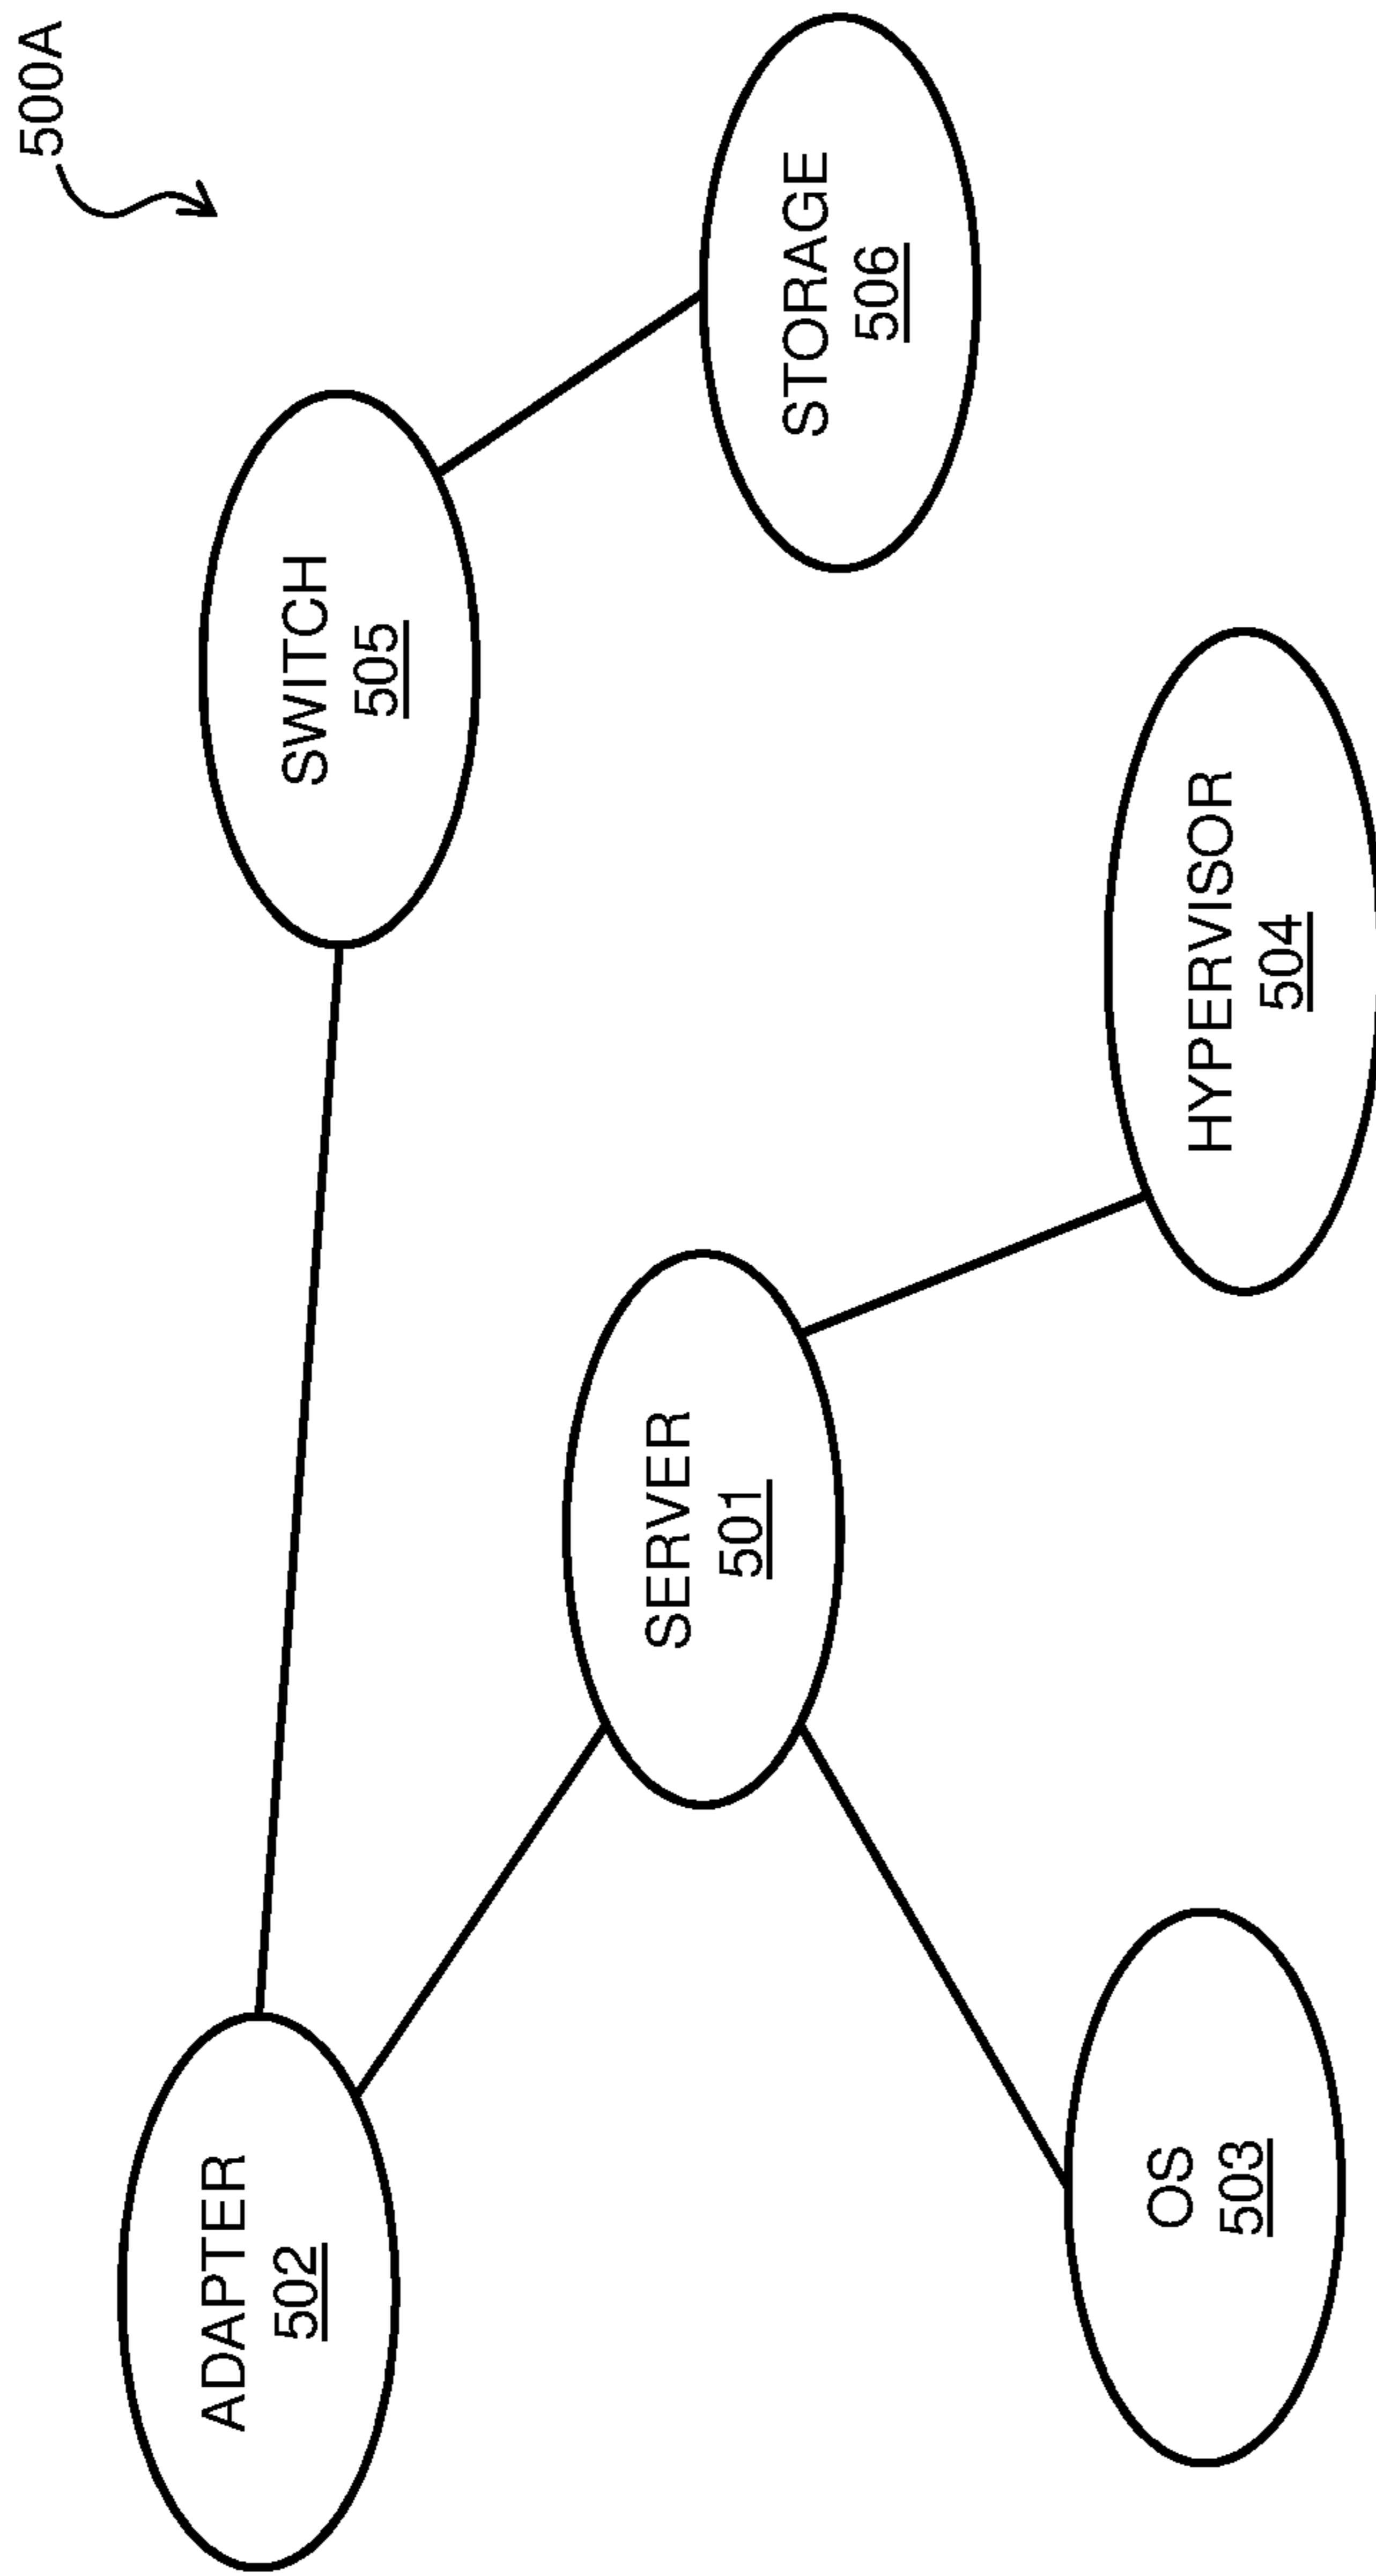 500A
ADAPTER
502
SWITCH
505
SERVER
501
STORAGE
506
OS
503
HYPERVISOR
504